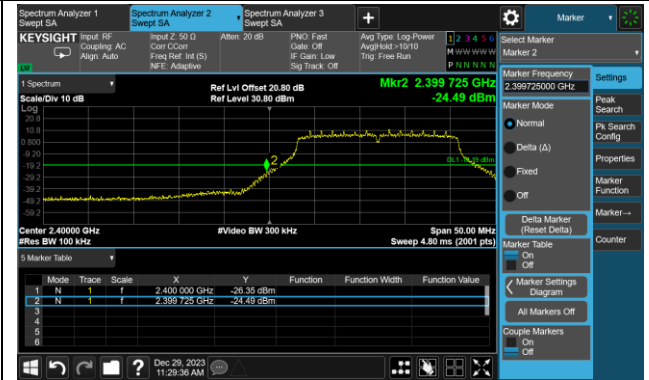 Spectrum Analyzer 1
Swept SA
Spectrum Analyzer 2
Swept SA
Spectrum Analyzer 3
Swept SA
+
Marker
KEYSIGHT
Input: RF
Coupling: AC
Align: Auto
Input Z: 50 Ω
Corr CCorr
Freq Ref: Int (S)
NFE: Adaptive
Atten: 20 dB
PNO: Fast
Gate: Off
IF Gain: Low
Sig Track: Off
Avg Type: Log-Power
Avg|Hold:>10/10
Trig: Free Run
1 2 3 4 5 6
M W W W W W
P N N N N N
Select Marker
Marker 2
1 Spectrum
Scale/Div 10 dB
Ref Lvl Offset 20.80 dB
Ref Level 30.80 dBm
Mkr2 2.399 725 GHz
-24.49 dBm
Log
20.8
10.8
0.800
-9.20
-19.2
-29.2
-39.2
-49.2
-59.2
2
Center 2.40000 GHz
#Res BW 100 kHz
#Video BW 300 kHz
Span 50.00 MHz
Sweep 4.80 ms (2001 pts)
5 Marker Table
Mode Trace Scale X Y Function Function Width Function Value
1 N 1 f 2.400 000 GHz -26.35 dBm
2 N 1 f 2.399 725 GHz -24.49 dBm
3
4
5
6
Marker Frequency
2.399725000 GHz
Marker Mode
Normal
Delta (Δ)
Fixed
Off
Delta Marker
(Reset Delta)
Marker Table
On
Off
Marker Settings
Diagram
All Markers Off
Couple Markers
On
Off
Settings
Peak
Search
Pk Search
Config
Properties
Marker
Function
Marker→
Counter
?
Dec 29, 2023
11:29:36 AM